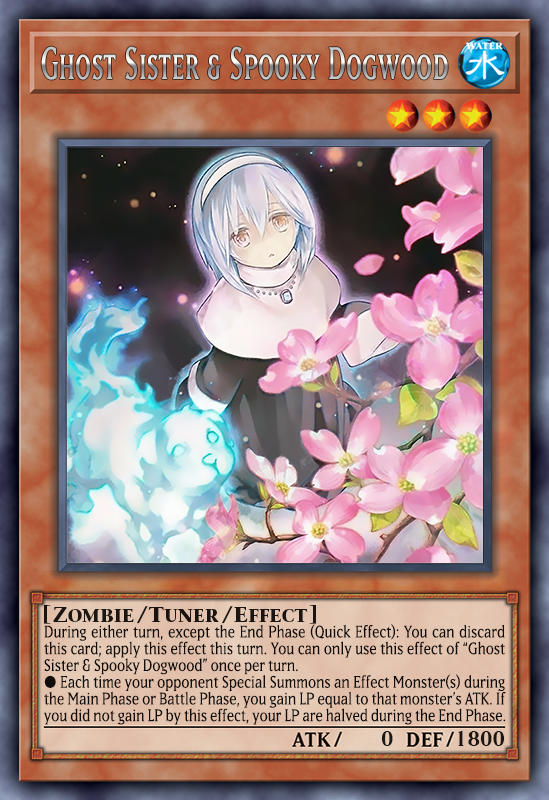 Ghost Sister & Spooky Dogwood
WATER
水
[Zombie/Tuner/Effect]
During either turn, except the End Phase (Quick Effect): You can discard
this card; apply this effect this turn. You can only use this effect of “Ghost
Sister & Spooky Dogwood” once per turn.
● Each time your opponent Special Summons an Effect Monster(s) during
the Main Phase or Battle Phase, you gain LP equal to that monster's ATK. If
you did not gain LP by this effect, your LP are halved during the End Phase.
ATK/ 0 DEF/1800